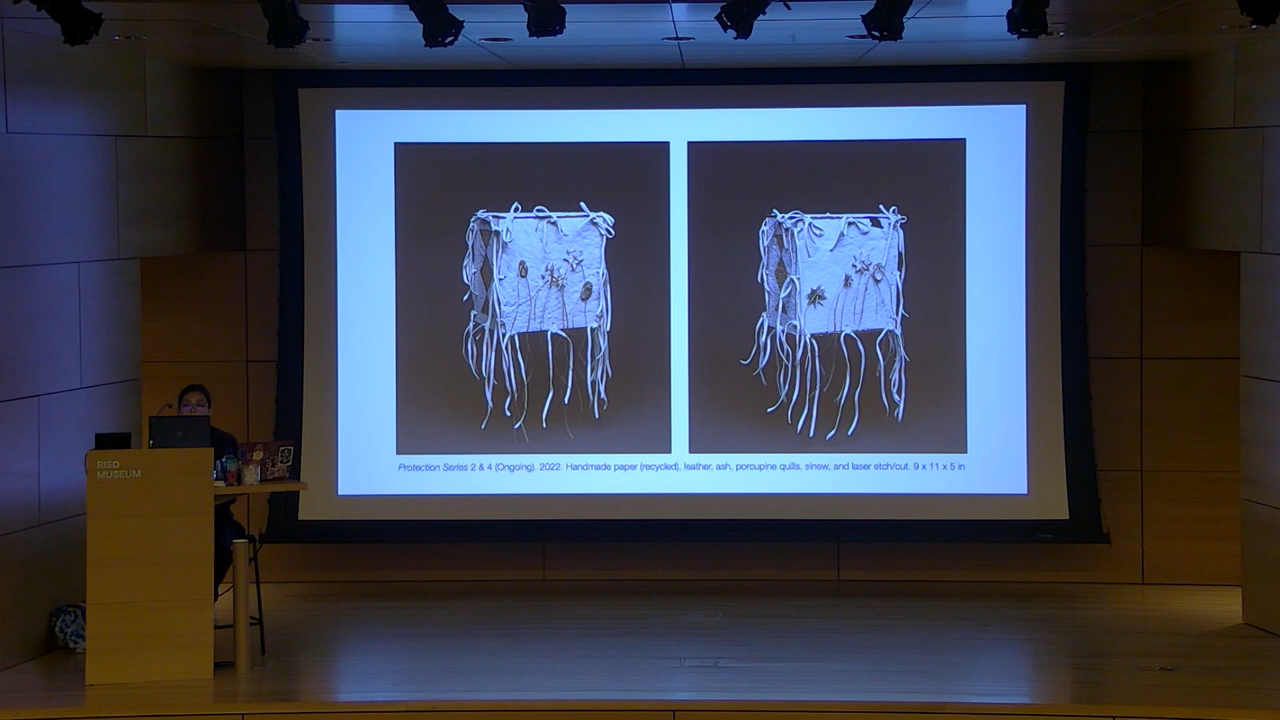 Protection Series 2 & 4 (Ongoing). 2022. Handmade paper (recycled), leather, ash, porcupine quills, sinew, and laser etch/cut. 9 x 11 x 5 in
RISD
MUSEUM